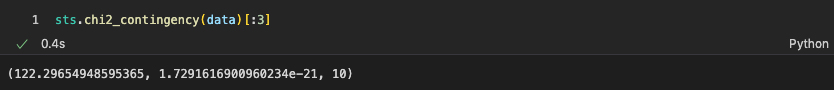 1 sts.chi2_contingency(data)[:3]
0.4s Python
(122.29654948595365, 1.7291616900960234e-21, 10)